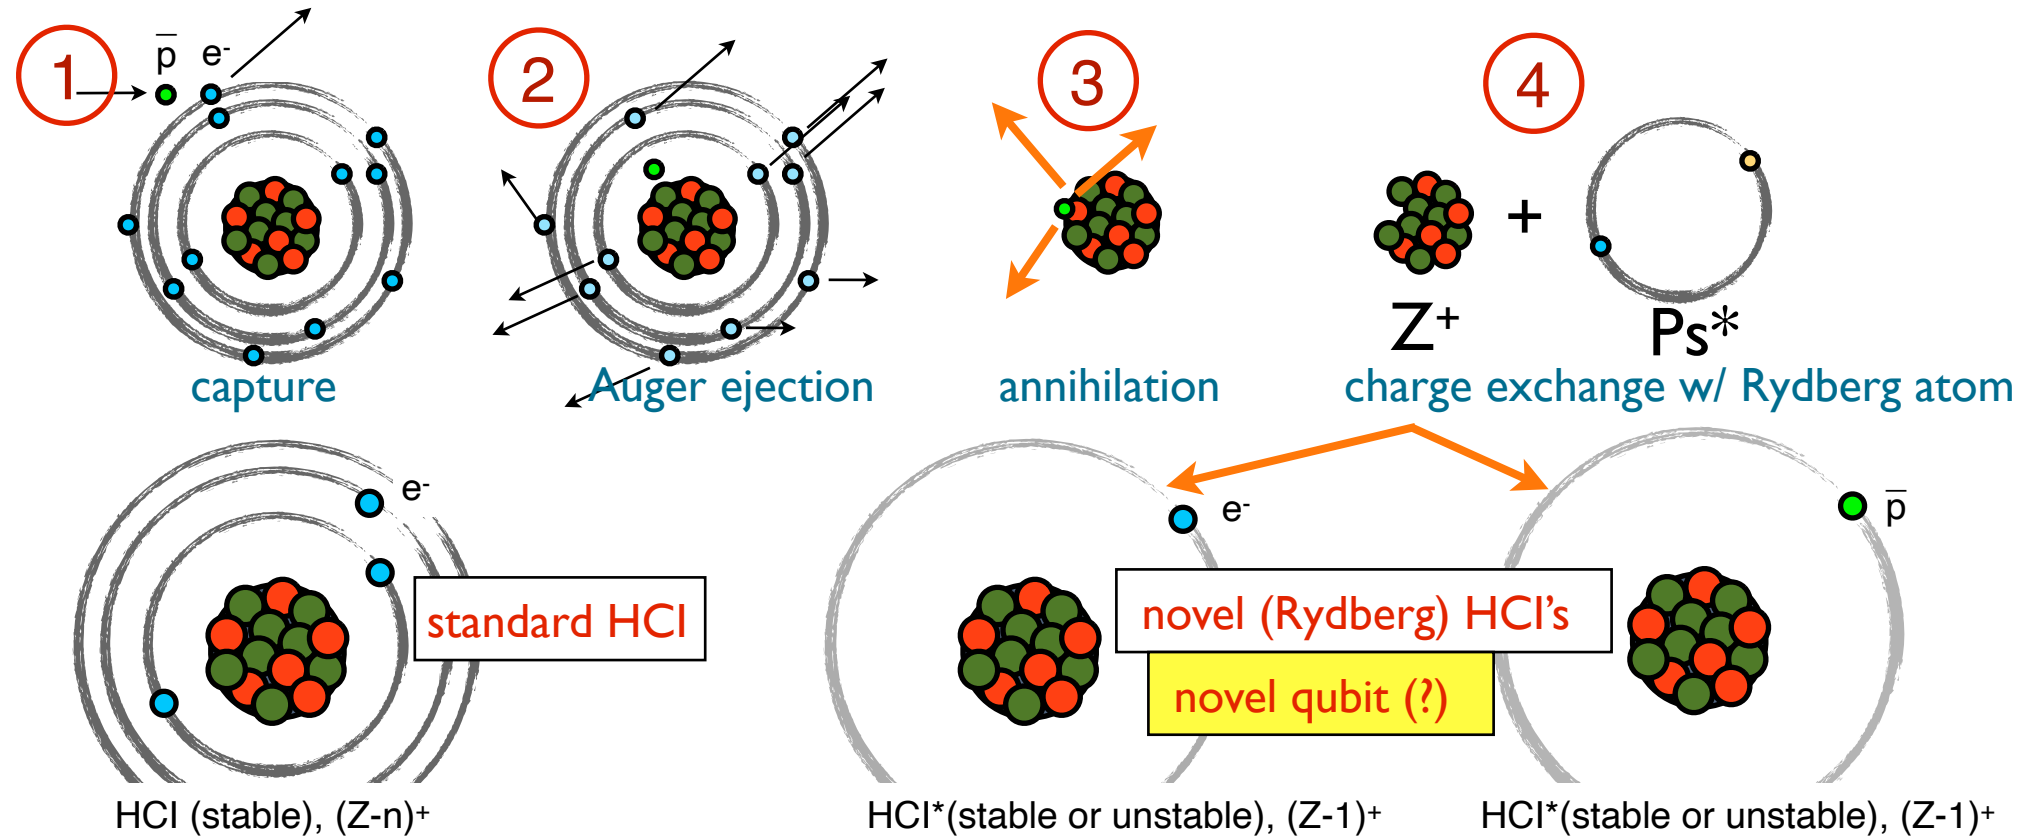 1
p̅ e-
2
3
4
+
Z+
Ps*
capture
Auger ejection
annihilation
charge exchange w/ Rydberg atom
e-
e-
p̅
standard HCI
novel (Rydberg) HCI's
novel qubit (?)
HCI (stable), (Z-n)+
HCI*(stable or unstable), (Z-1)+
HCI*(stable or unstable), (Z-1)+